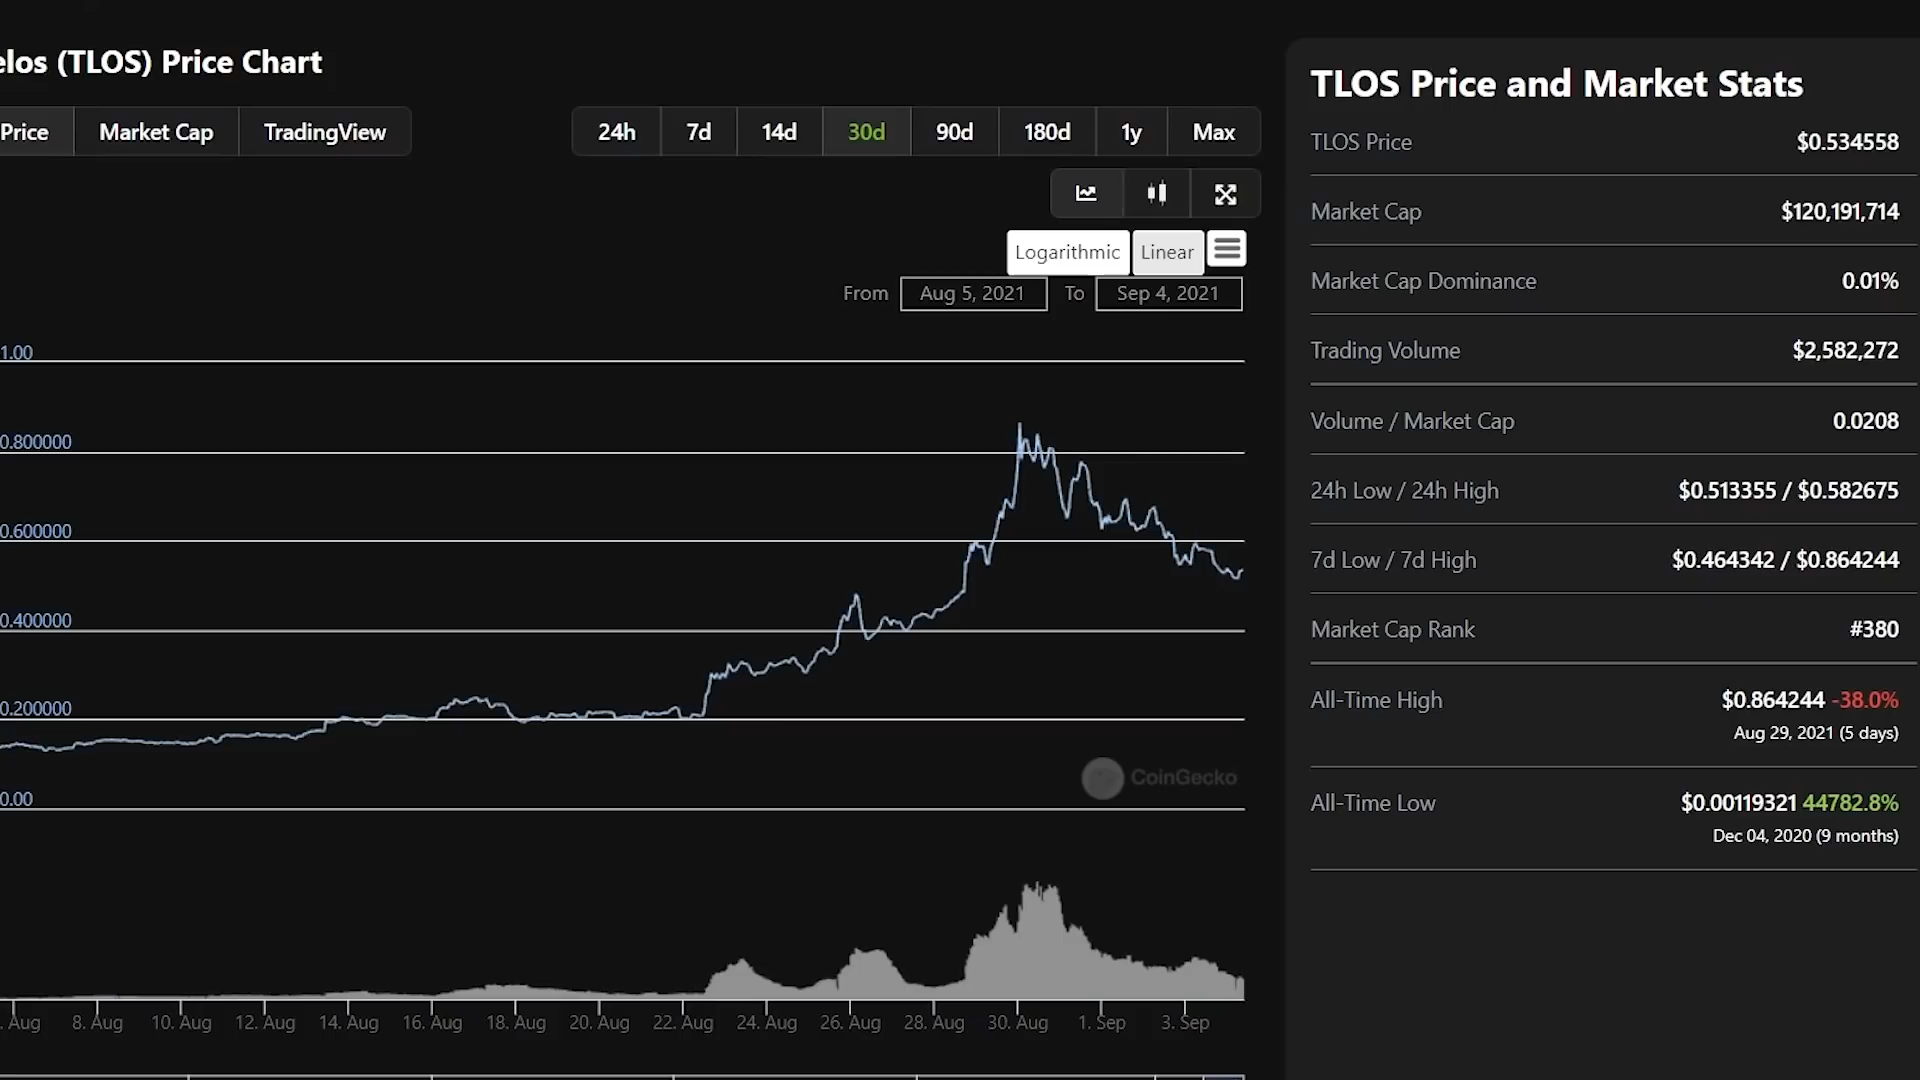 elos (TLOS) Price Chart
Price Market Cap TradingView
24h 7d 14d 30d 90d 180d 1y Max
Logarithmic Linear
From Aug 5, 2021 To Sep 4, 2021
1.00
0.800000
0.600000
0.400000
0.200000
0.00
CoinGecko
. Aug 8. Aug 10. Aug 12. Aug 14. Aug 16. Aug 18. Aug 20. Aug 22. Aug 24. Aug 26. Aug 28. Aug 30. Aug 1. Sep 3. Sep
TLOS Price and Market Stats
TLOS Price $0.534558
Market Cap $120,191,714
Market Cap Dominance 0.01%
Trading Volume $2,582,272
Volume / Market Cap 0.0208
24h Low / 24h High $0.513355 / $0.582675
7d Low / 7d High $0.464342 / $0.864244
Market Cap Rank #380
All-Time High $0.864244 -38.0%
Aug 29, 2021 (5 days)
All-Time Low $0.00119321 44782.8%
Dec 04, 2020 (9 months)